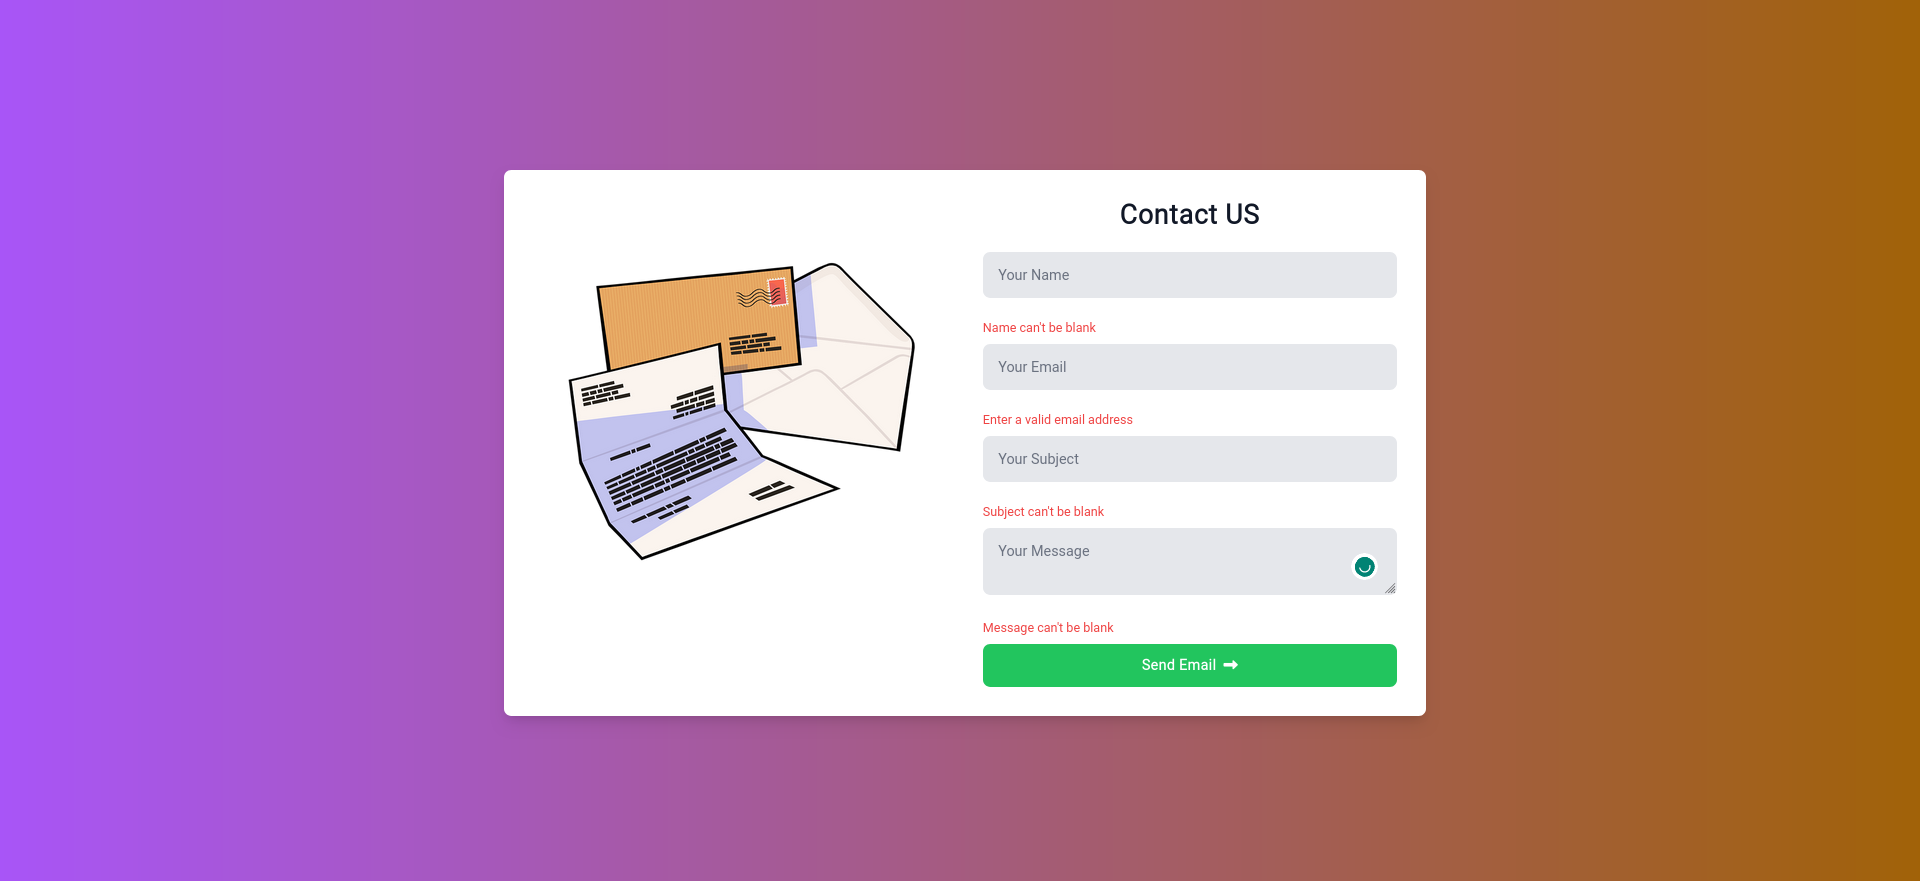 Contact US
Your Name
Name can't be blank
Your Email
Enter a valid email address
Your Subject
Subject can't be blank
Your Message
Message can't be blank
Send Email